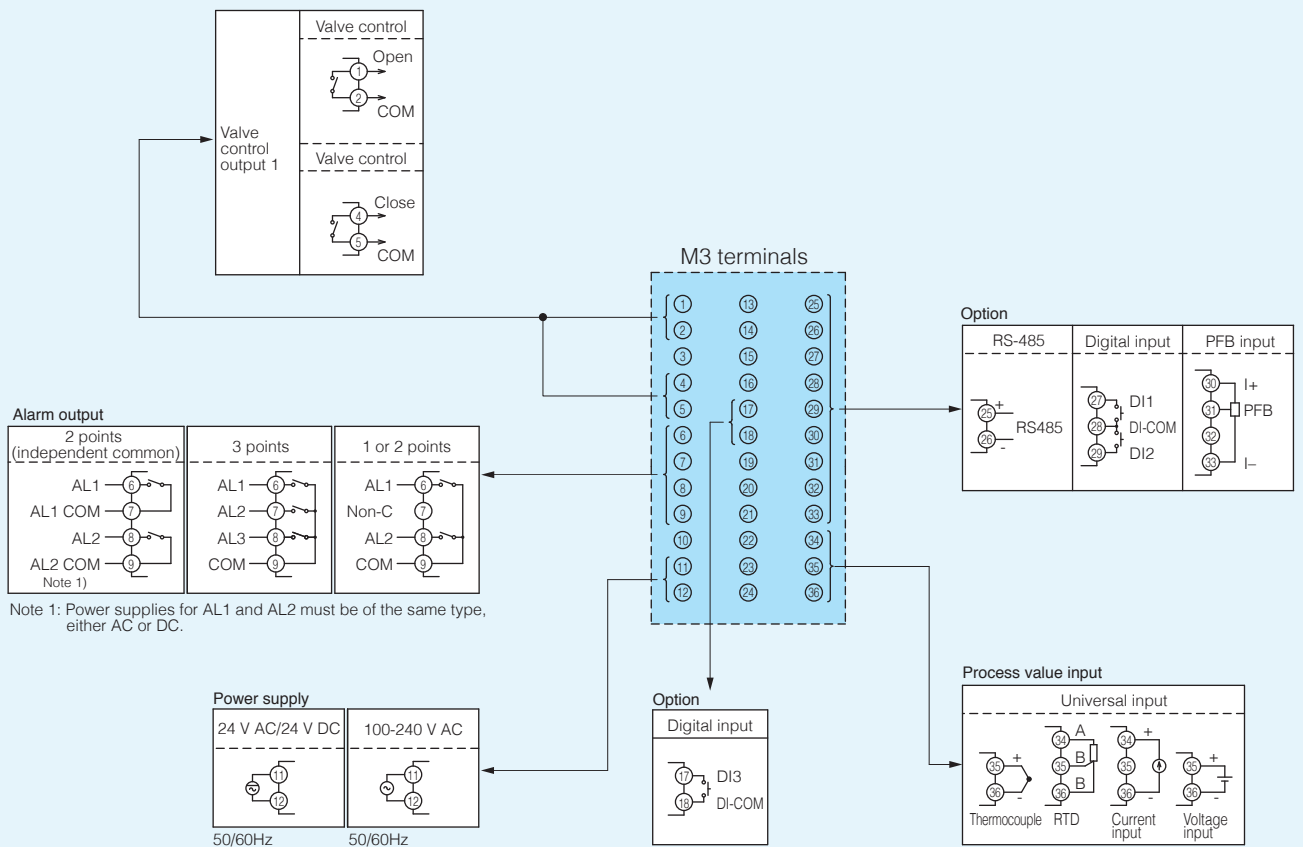 Valve control output 1
Valve control
1 Open
2 COM
Valve control
4 Close
5 COM
M3 terminals
1 13 25
2 14 26
3 15 27
4 16 28
5 17 29
6 18 30
7 19 31
8 20 32
9 21 33
10 22 34
11 23 35
12 24 36
Option
RS-485
25 +
RS485
26 -
Digital input
27 DI1
28 DI-COM
29 DI2
PFB input
30 I+
31 PFB
32
33 I−
Alarm output
2 points
(independent common)
AL1 6
AL1 COM 7
AL2 8
AL2 COM 9
Note 1)
3 points
AL1 6
AL2 7
AL3 8
COM 9
1 or 2 points
AL1 6
Non-C 7
AL2 8
COM 9
Note 1: Power supplies for AL1 and AL2 must be of the same type,
either AC or DC.
Power supply
24 V AC/24 V DC
11
12
50/60Hz
100-240 V AC
11
12
50/60Hz
Option
Digital input
17 DI3
18 DI-COM
Process value input
Universal input
35 +
36 -
Thermocouple
34 A
35 B
36 B
RTD
34 +
35
36 -
Current
input
35 +
36 -
Voltage
input